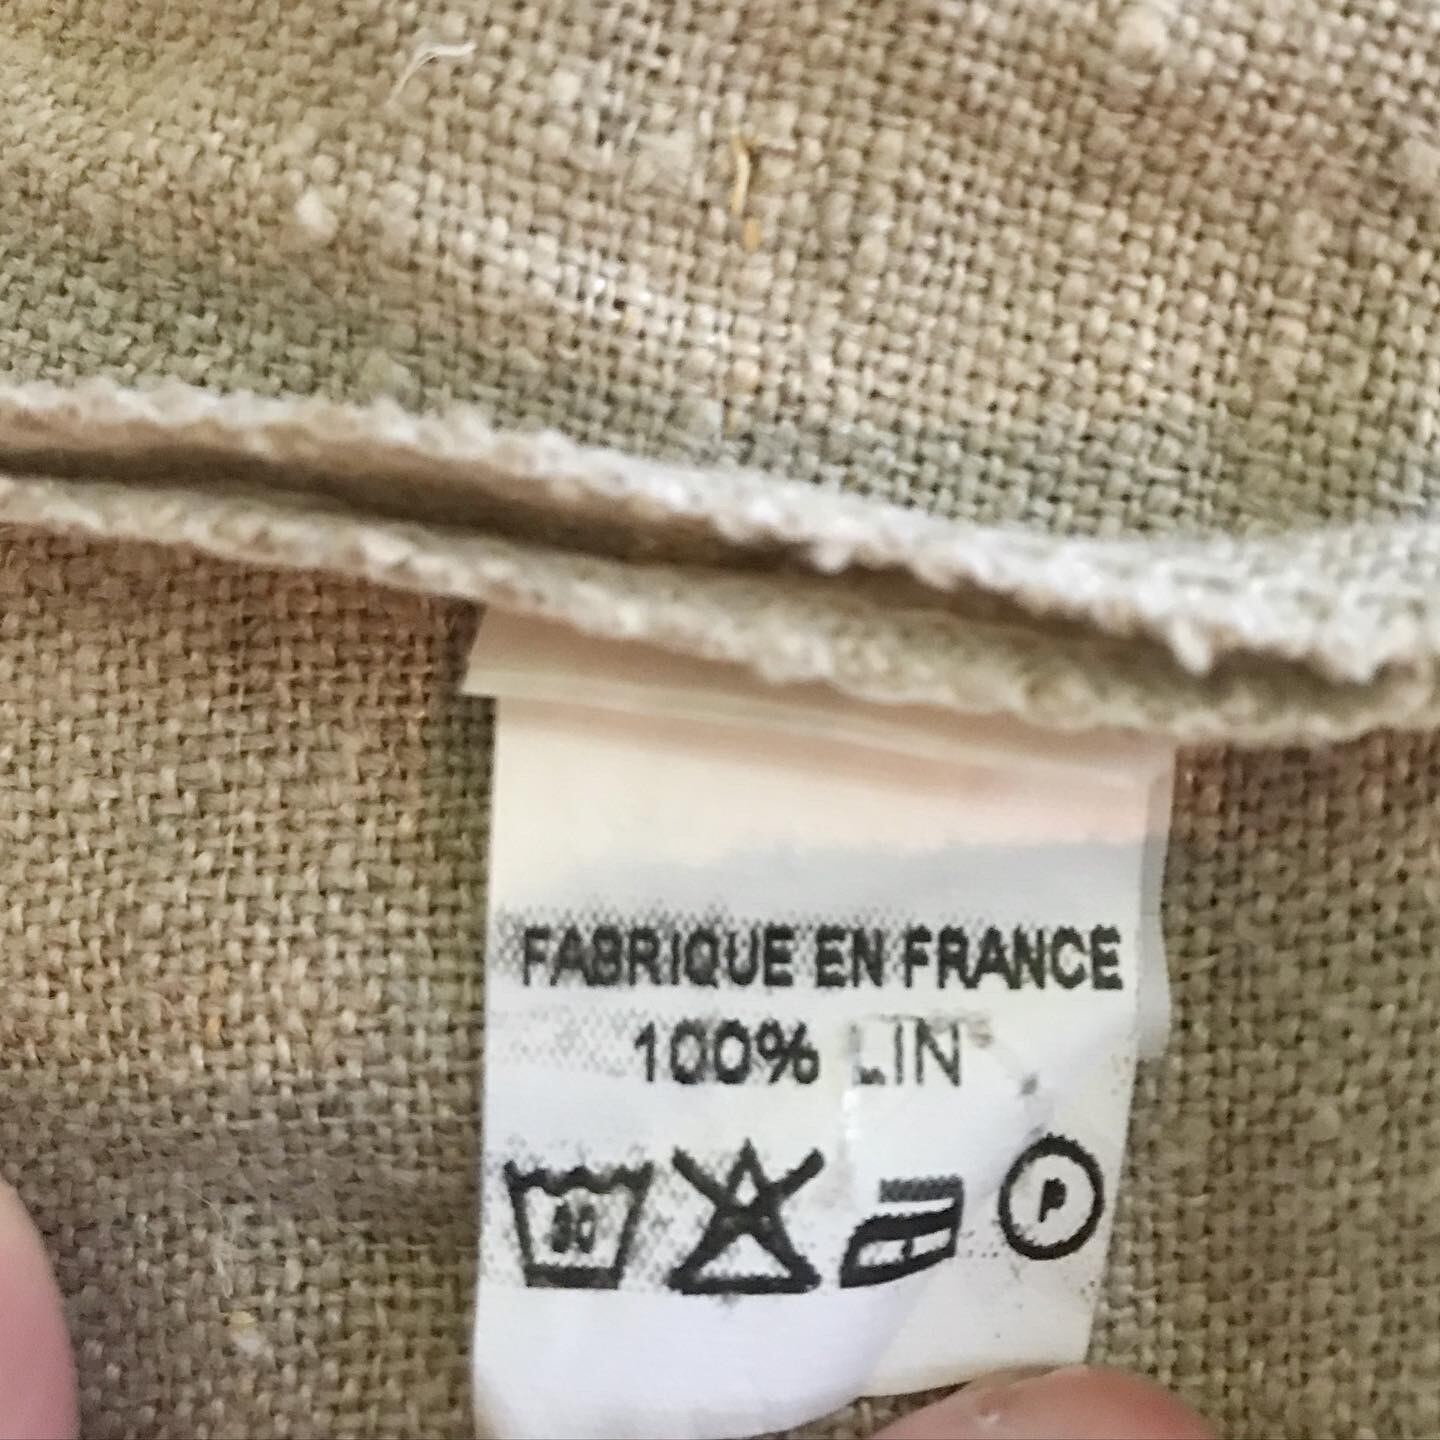 FABRIQUE EN FRANCE
100% LIN
P